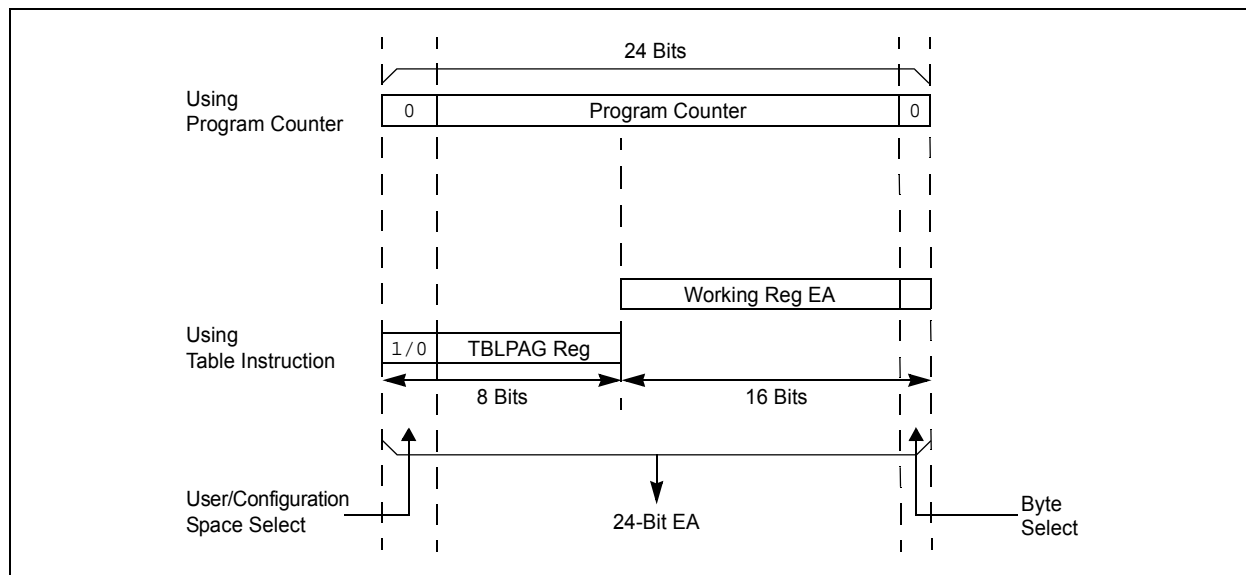 24 Bits
Using
Program Counter
0
Program Counter
0
Working Reg EA
Using
Table Instruction
1/0
TBLPAG Reg
8 Bits
16 Bits
User/Configuration
Space Select
24-Bit EA
Byte
Select